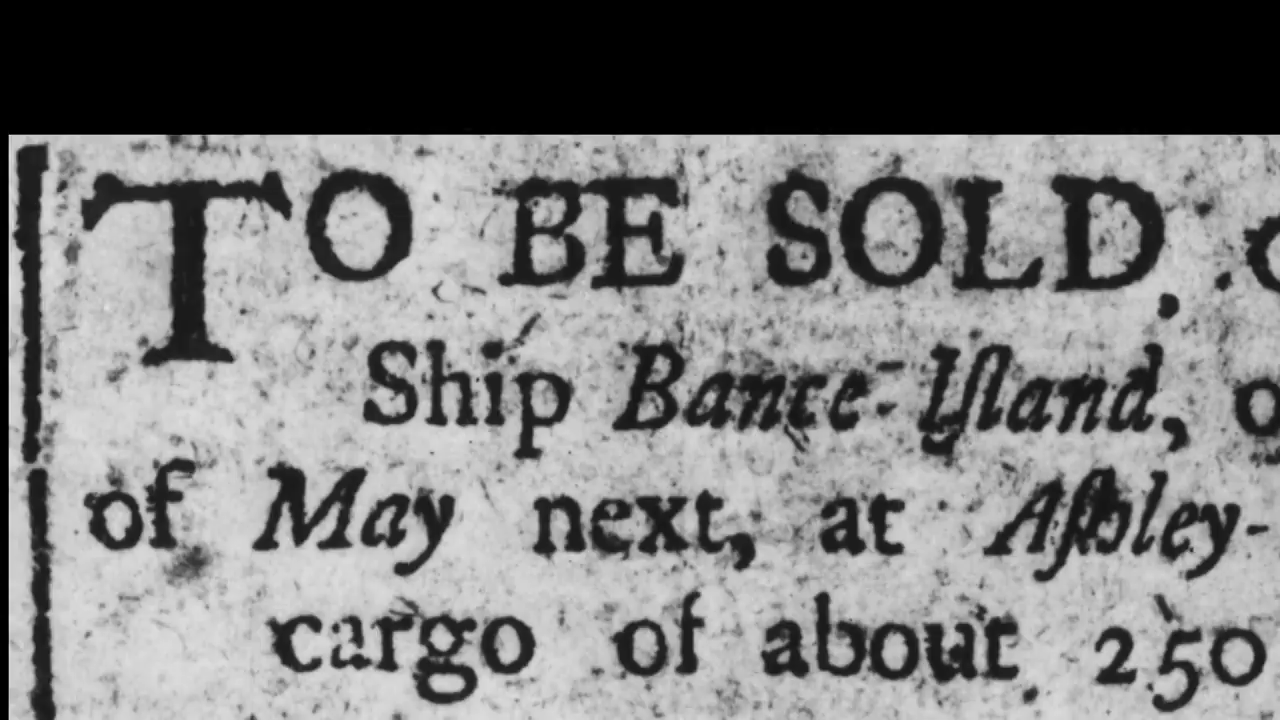 TO BE SOLD,
Ship Bance-Iſland,
of May next, at Aſhley-
cargo of about 250